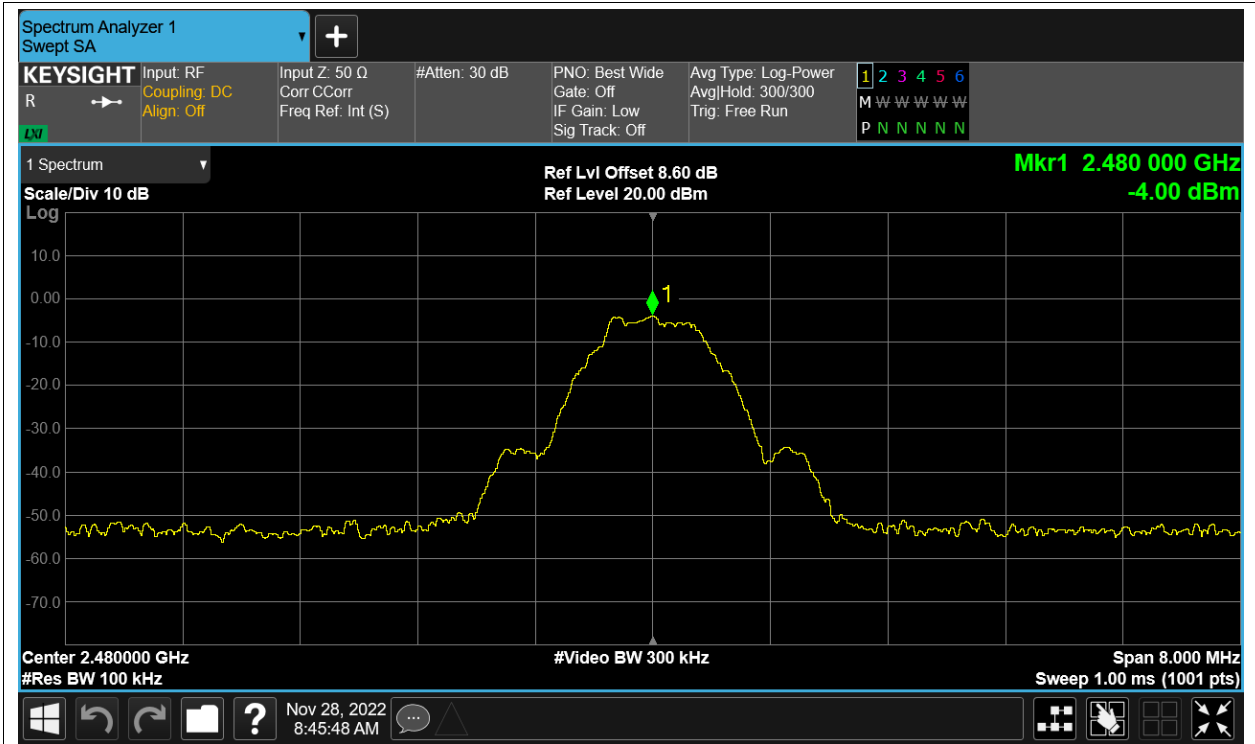 Spectrum Analyzer 1
Swept SA
KEYSIGHT
R
LXI
Input: RF
Coupling: DC
Align: Off
Input Z: 50 Ω
Corr CCorr
Freq Ref: Int (S)
#Atten: 30 dB
PNO: Best Wide
Gate: Off
IF Gain: Low
Sig Track: Off
Avg Type: Log-Power
Avg|Hold: 300/300
Trig: Free Run
1 2 3 4 5 6
M W W W W W
P N N N N N
1 Spectrum
Scale/Div 10 dB
Log
Ref Lvl Offset 8.60 dB
Ref Level 20.00 dBm
Mkr1 2.480 000 GHz
-4.00 dBm
1
10.0
0.00
-10.0
-20.0
-30.0
-40.0
-50.0
-60.0
-70.0
Center 2.480000 GHz
#Res BW 100 kHz
#Video BW 300 kHz
Span 8.000 MHz
Sweep 1.00 ms (1001 pts)
?
Nov 28, 2022
8:45:48 AM